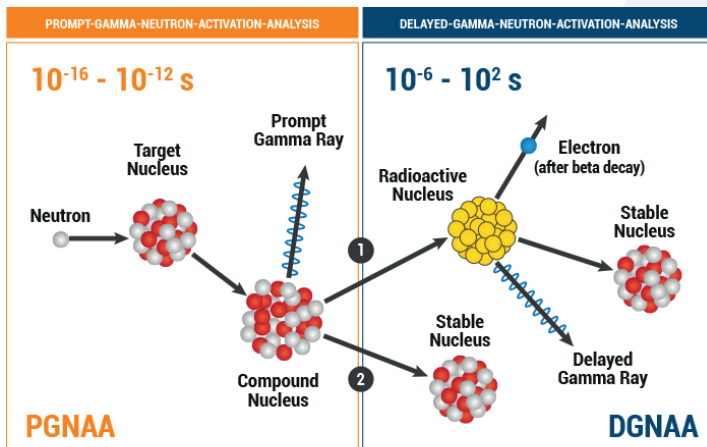 PROMPT-GAMMA-NEUTRON-ACTIVATION-ANALYSIS
DELAYED-GAMMA-NEUTRON-ACTIVATION-ANALYSIS
10⁻¹⁶ - 10⁻¹² s
10⁻⁶ - 10² s
Prompt
Gamma Ray
Target
Nucleus
Neutron
Compound
Nucleus
PGNAA
1
2
Electron
(after beta decay)
Radioactive
Nucleus
Stable
Nucleus
Stable
Nucleus
Delayed
Gamma Ray
DGNAA